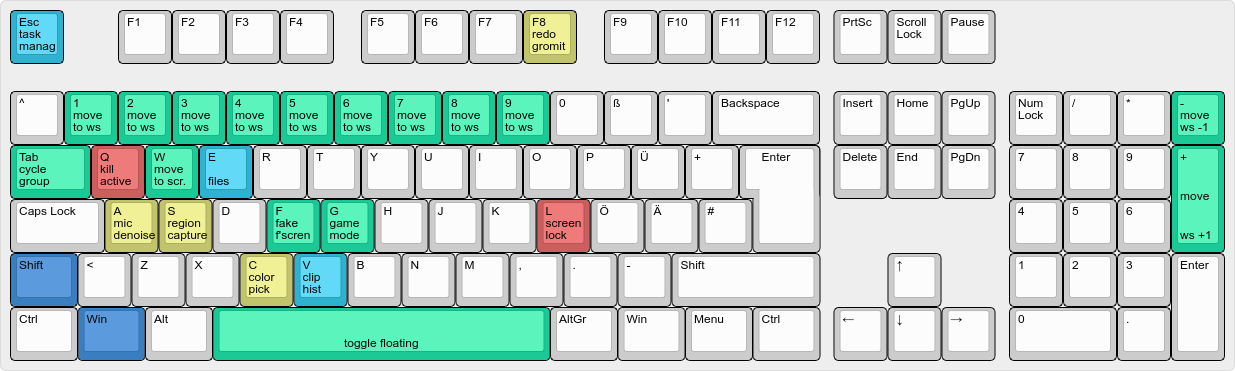 Esc
task
manag
F1
F2
F3
F4
F5
F6
F7
F8
redo
gromit
F9
F10
F11
F12
PrtSc
Scroll
Lock
Pause
^
1
move
to ws
2
move
to ws
3
move
to ws
4
move
to ws
5
move
to ws
6
move
to ws
7
move
to ws
8
move
to ws
9
move
to ws
0
ß
'
Backspace
Insert
Home
PgUp
Num
Lock
/
*
-
move
ws -1
Tab
cycle
group
Q
kill
active
W
move
to scr.
E
files
R
T
Y
U
I
O
P
Ü
+
Enter
Delete
End
PgDn
7
8
9
+
move
ws +1
Caps Lock
A
mic
denoise
S
region
capture
D
F
fake
f'scren
G
game
mode
H
J
K
L
screen
lock
Ö
Ä
#
4
5
6
Shift
<
Z
X
C
color
pick
V
clip
hist
B
N
M
,
.
-
Shift
↑
1
2
3
Enter
Ctrl
Win
Alt
toggle floating
AltGr
Win
Menu
Ctrl
←
↓
→
0
.